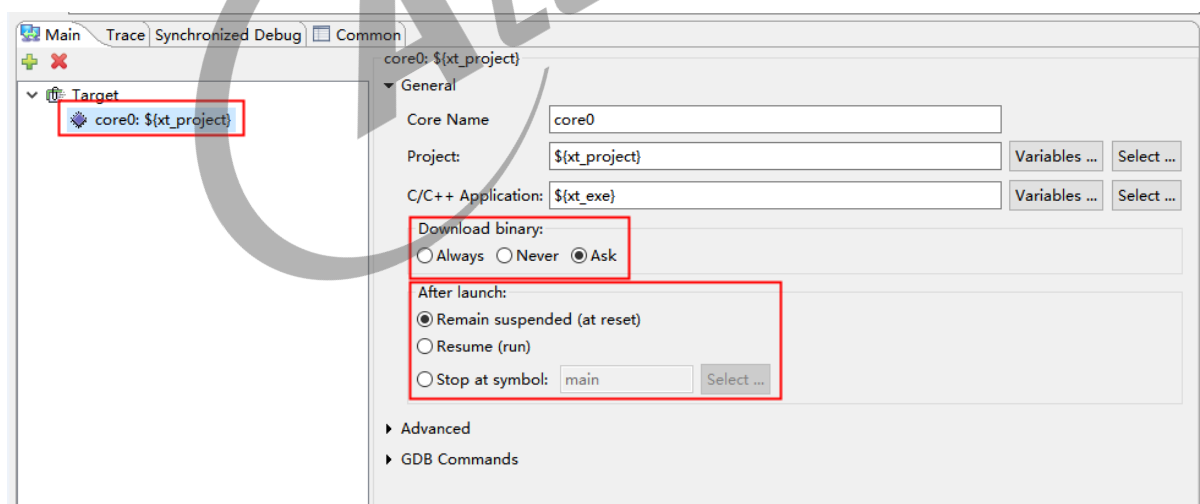 Main Trace Synchronized Debug Common
core0: ${xt_project}
General
Target
core0: ${xt_project}
Core Name core0
Project: ${xt_project} Variables ... Select ...
C/C++ Application: ${xt_exe} Variables ... Select ...
Download binary:
Always Never Ask
After launch:
Remain suspended (at reset)
Resume (run)
Stop at symbol: main Select ...
Advanced
GDB Commands